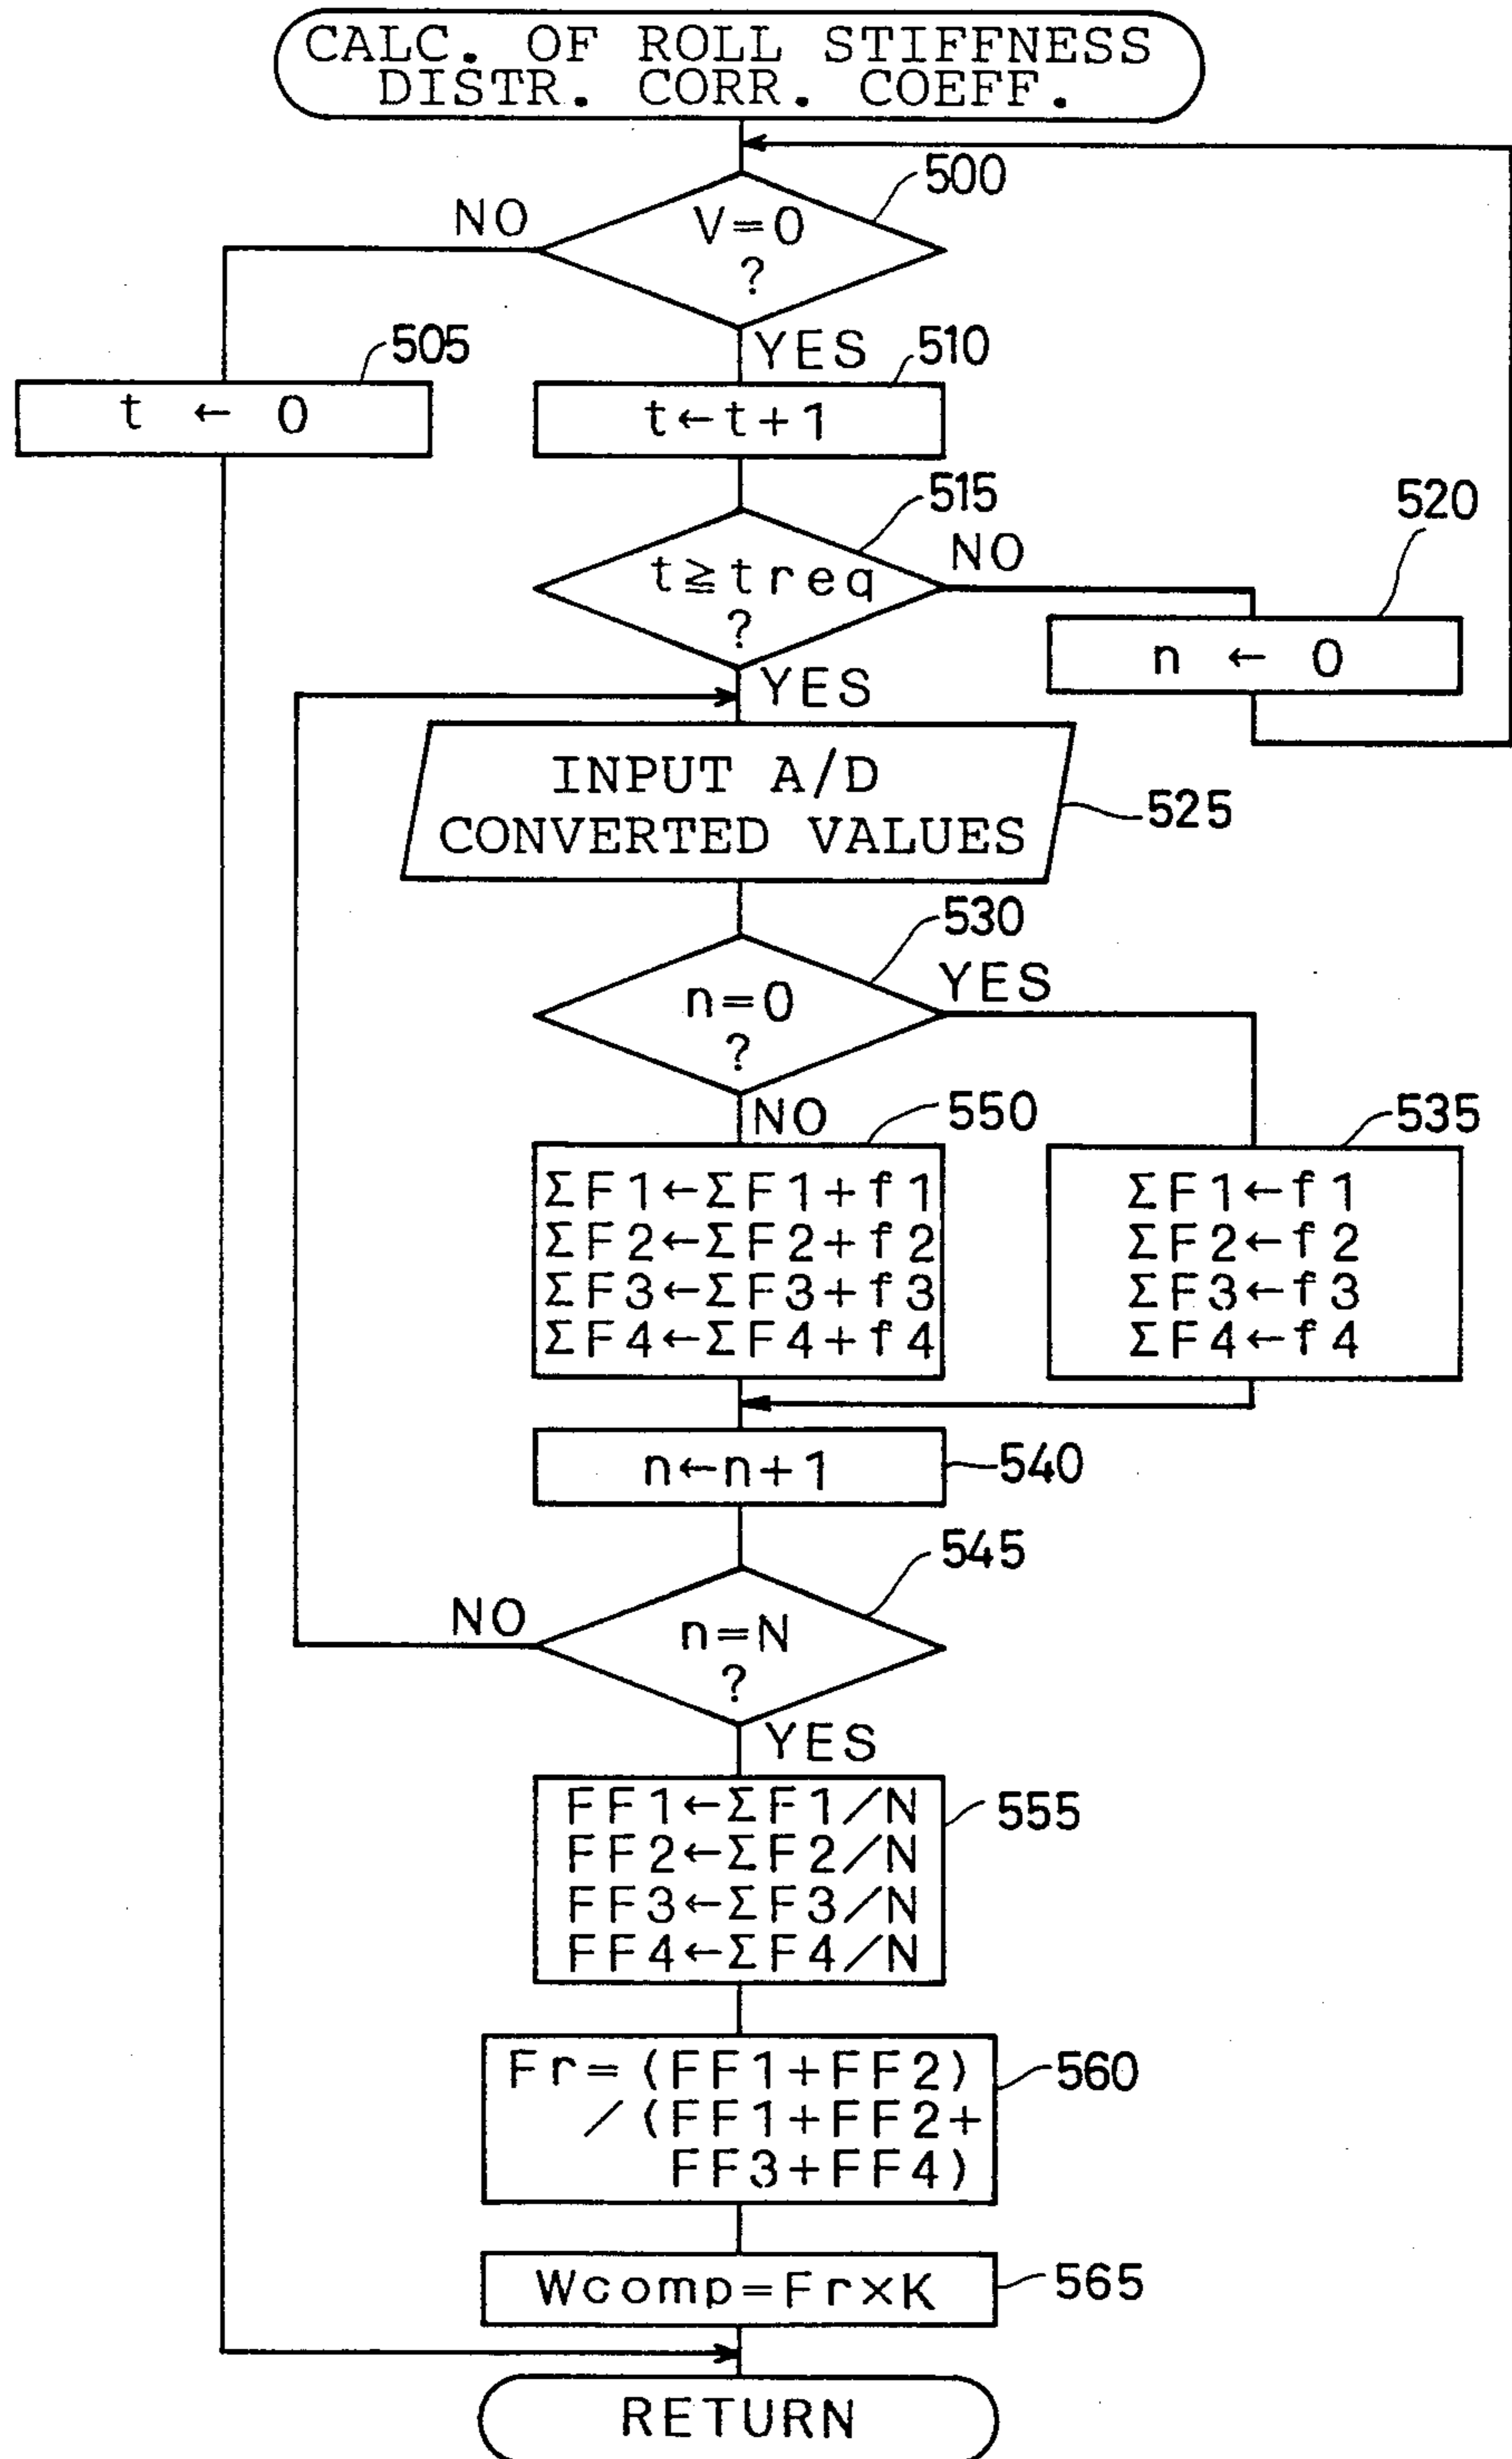 CALC. OF ROLL STIFFNESS
DISTR. CORR. COEFF.
500
NO
V=0
?
505
YES
510
t ← 0
t←t+1
515
520
NO
t≧treq
?
n ← 0
YES
INPUT A/D
CONVERTED VALUES
525
530
YES
n=0
?
NO
550
535
ΣF1←ΣF1+f1
ΣF2←ΣF2+f2
ΣF3←ΣF3+f3
ΣF4←ΣF4+f4
ΣF1←f1
ΣF2←f2
ΣF3←f3
ΣF4←f4
n←n+1
540
545
NO
n=N
?
YES
FF1←ΣF1/N
FF2←ΣF2/N
FF3←ΣF3/N
FF4←ΣF4/N
555
Fr=(FF1+FF2)
/(FF1+FF2+
FF3+FF4)
560
Wcomp=Fr×K
565
RETURN